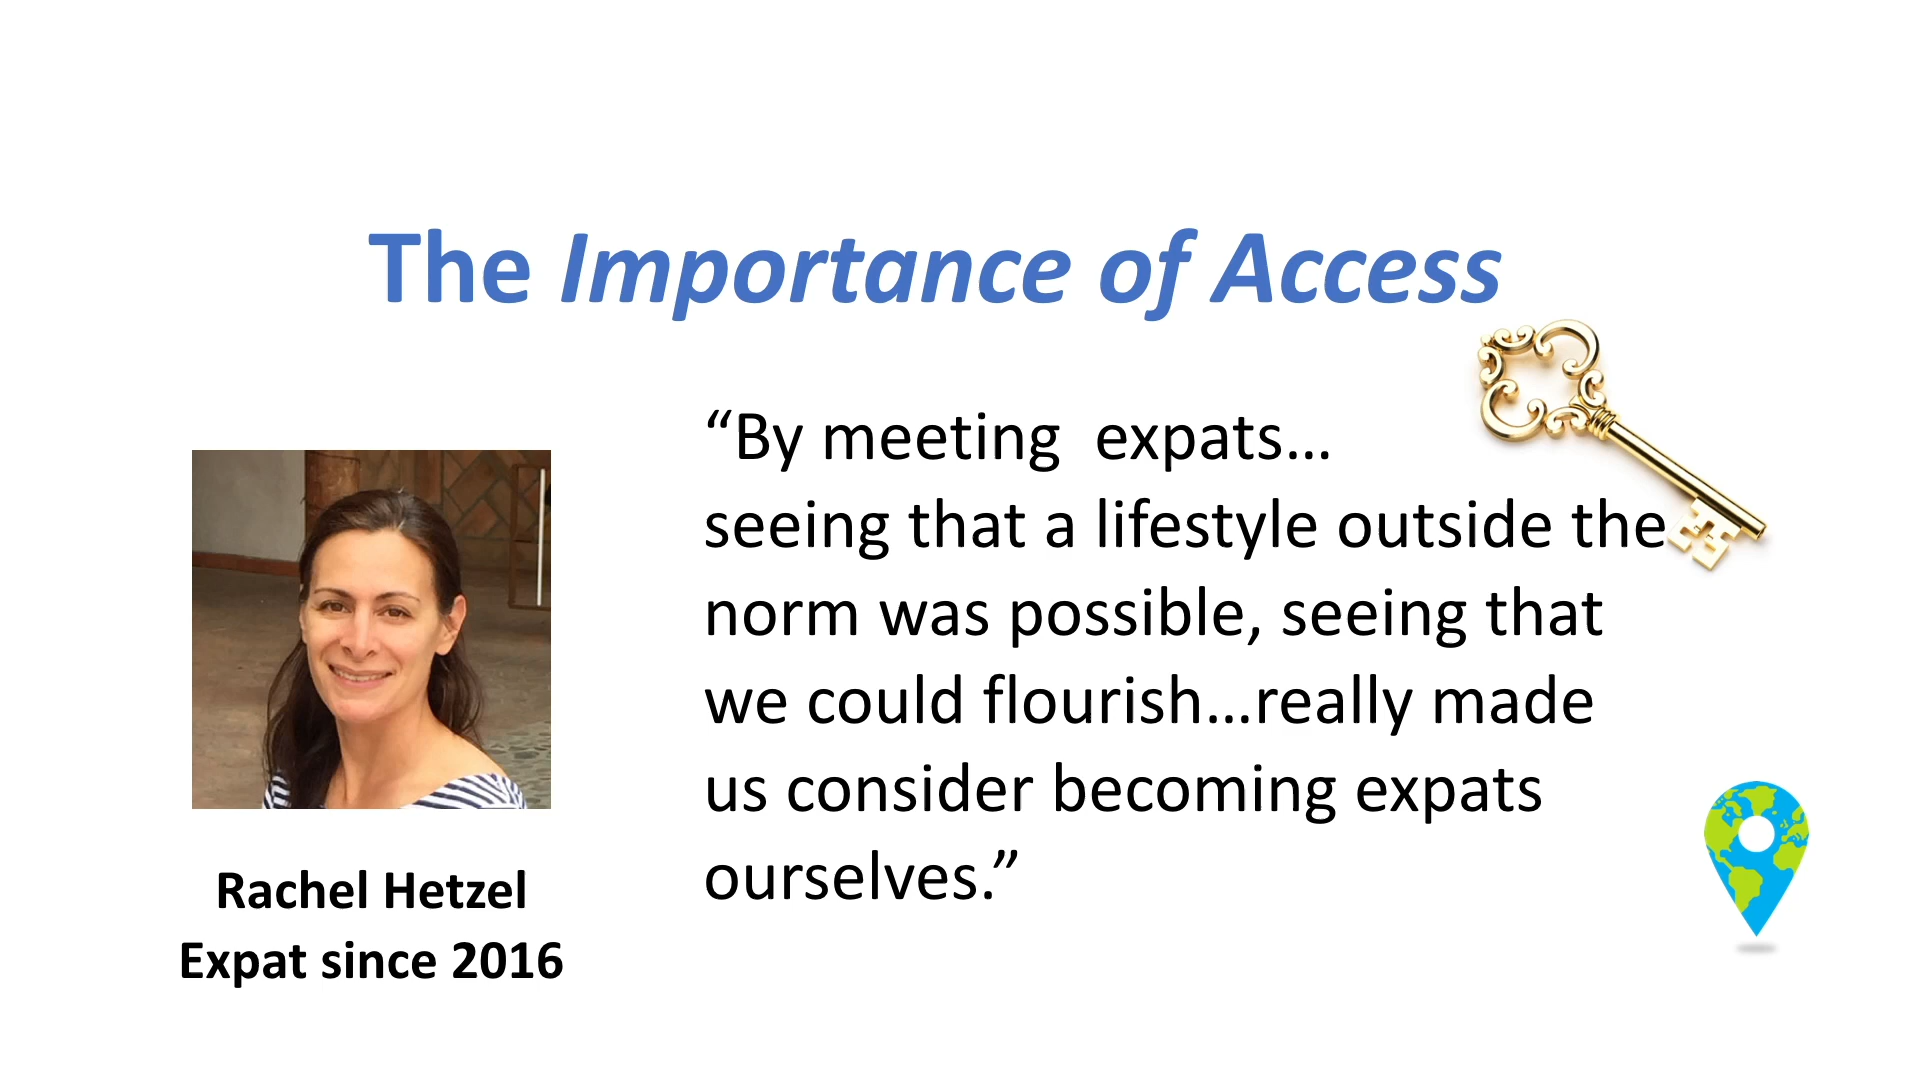 The Importance of Access
“By meeting  expats…
seeing that a lifestyle outside the
norm was possible, seeing that
we could flourish…really made
us consider becoming expats
ourselves.”
Rachel Hetzel
Expat since 2016